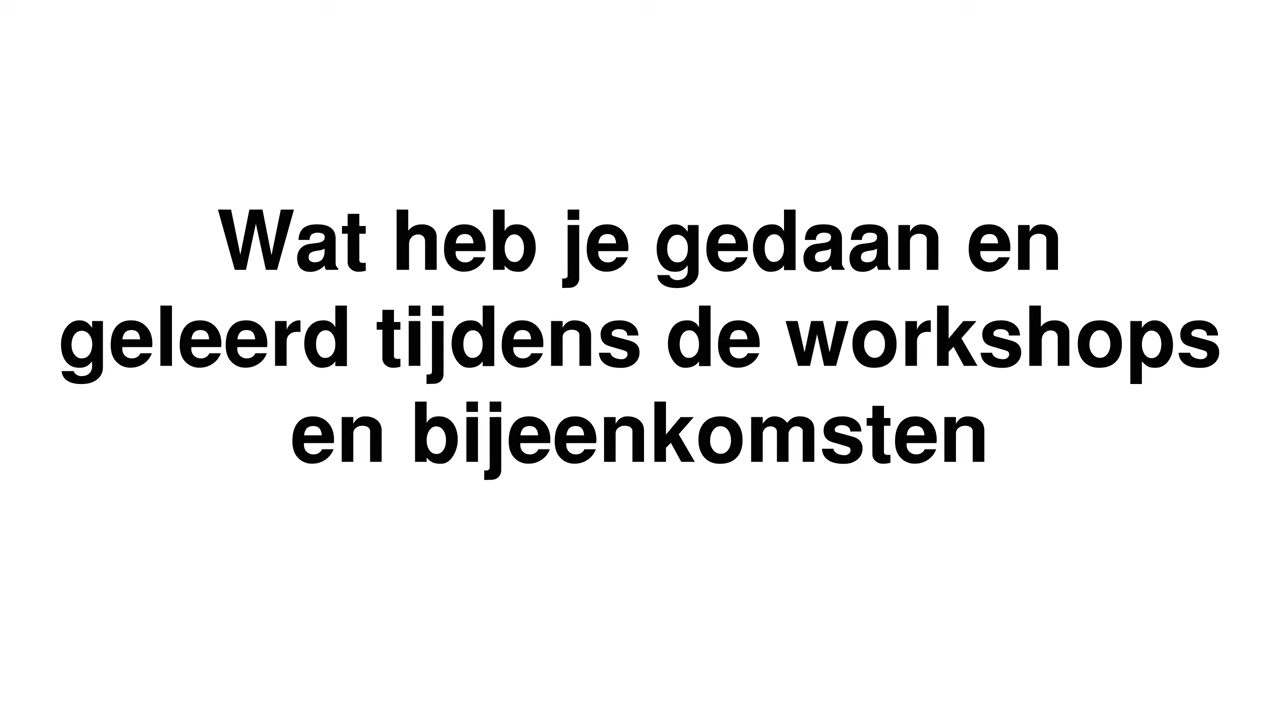 Wat heb je gedaan en
geleerd tijdens de workshops
en bijeenkomsten